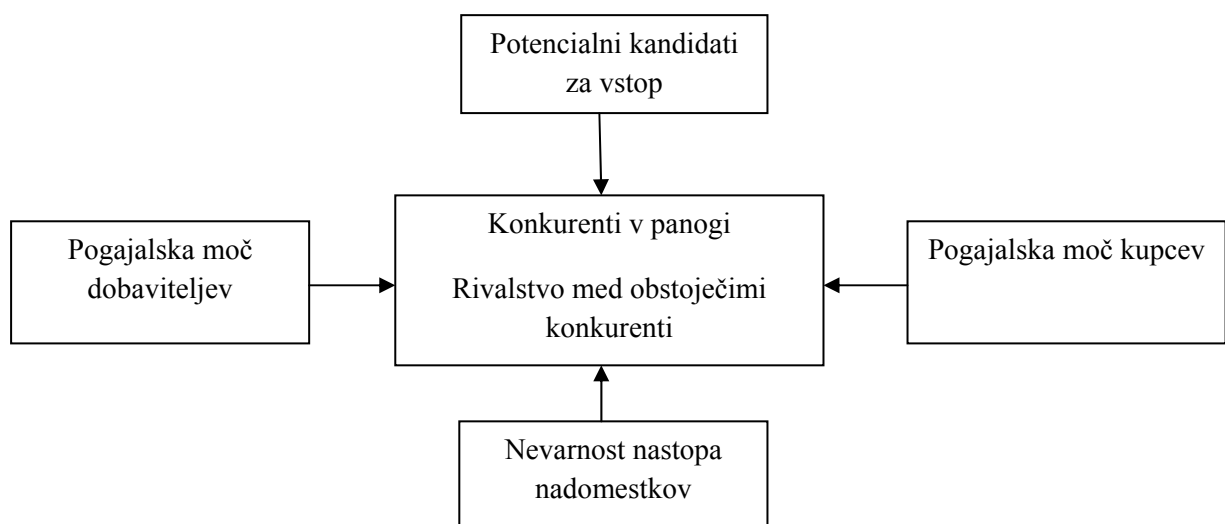 Potencialni kandidati
za vstop
Pogajalska moč
dobaviteljev
Konkurenti v panogi
Rivalstvo med obstoječimi
konkurenti
Pogajalska moč kupcev
Nevarnost nastopa
nadomestkov